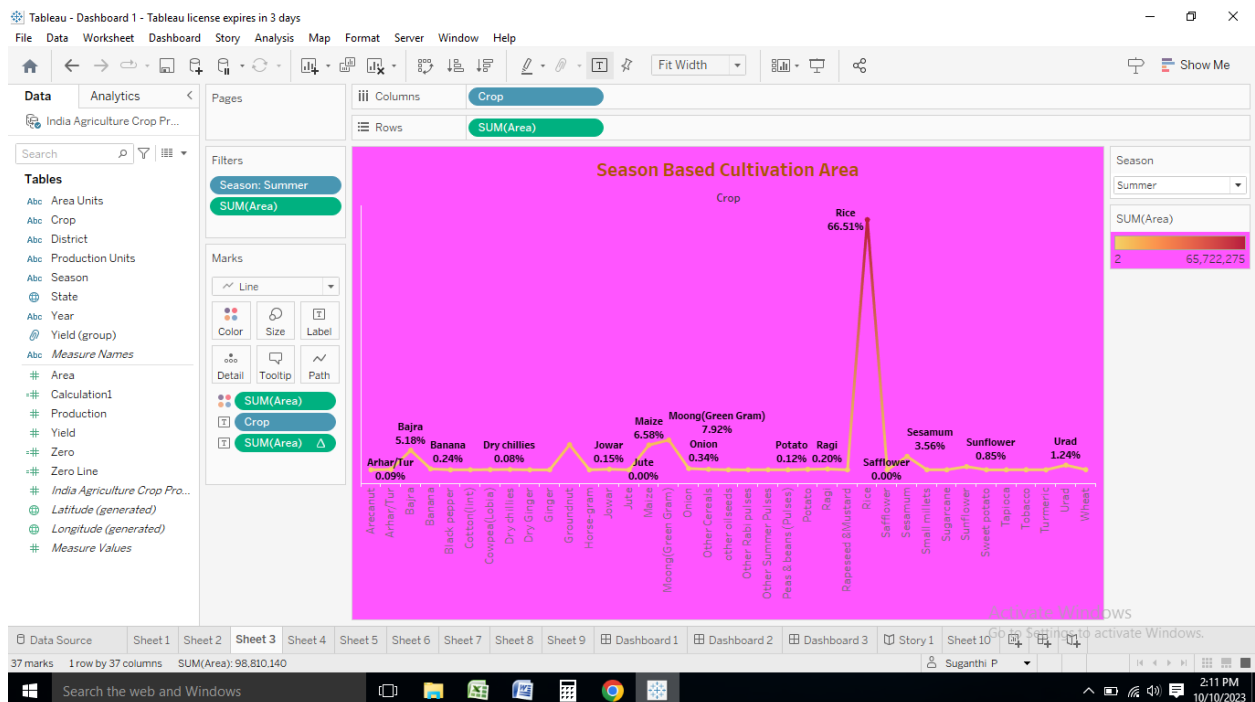 Tableau - Dashboard 1 - Tableau license expires in 3 days
File Data Worksheet Dashboard Story Analysis Map Format Server Window Help
Fit Width
Show Me
Data Analytics
India Agriculture Crop Pr...
Search
Tables
Abc Area Units
Abc Crop
Abc District
Abc Production Units
Abc Season
State
Abc Year
Yield (group)
Abc Measure Names
# Area
=# Calculation1
# Production
# Yield
=# Zero
=# Zero Line
# India Agriculture Crop Pro...
Latitude (generated)
Longitude (generated)
# Measure Values
Pages
Filters
Season: Summer
SUM(Area)
Marks
Line
Color Size Label
Detail Tooltip Path
SUM(Area)
Crop
SUM(Area) Δ
Columns Crop
Rows SUM(Area)
Season Based Cultivation Area
Crop
Rice
66.51%
Bajra
5.18%
Banana
0.24%
Arhar/Tur
0.09%
Dry chillies
0.08%
Jowar
0.15%
Jute
0.00%
Maize
6.58%
Moong(Green Gram)
7.92%
Onion
0.34%
Potato
0.12%
Ragi
0.20%
Safflower
0.00%
Sesamum
3.56%
Sunflower
0.85%
Urad
1.24%
Arecanut
Arhar/Tur
Bajra
Banana
Black pepper
Cotton(lint)
Cowpea(Lobia)
Dry chillies
Dry Ginger
Ginger
Groundnut
Horse-gram
Jowar
Jute
Maize
Moong(Green Gram)
Onion
Other Cereals
other oilseeds
Other Rabi pulses
Other Summer Pulses
Peas & beans (Pulses)
Potato
Ragi
Rapeseed &Mustard
Rice
Safflower
Sesamum
Small millets
Sugarcane
Sunflower
Sweet potato
Tapioca
Tobacco
Turmeric
Urad
Wheat
Season
Summer
SUM(Area)
2 65,722,275
Activate Windows
Go to Settings to activate Windows.
Data Source Sheet 1 Sheet 2 Sheet 3 Sheet 4 Sheet 5 Sheet 6 Sheet 7 Sheet 8 Sheet 9 Dashboard 1 Dashboard 2 Dashboard 3 Story 1 Sheet 10
37 marks 1 row by 37 columns SUM(Area): 98,810,140
Suganthi P
Search the web and Windows
2:11 PM
10/10/2023